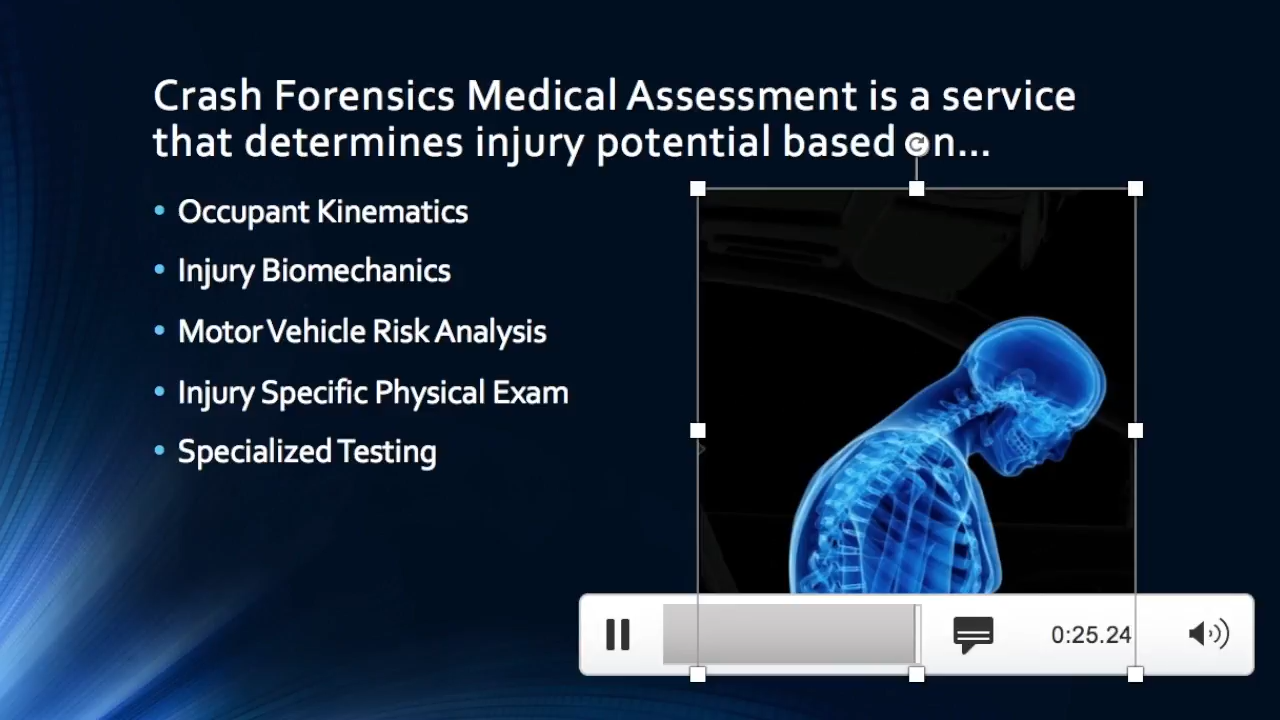 Crash Forensics Medical Assessment is a service
that determines injury potential based on...
• Occupant Kinematics
• Injury Biomechanics
• Motor Vehicle Risk Analysis
• Injury Specific Physical Exam
• Specialized Testing
0:25.24